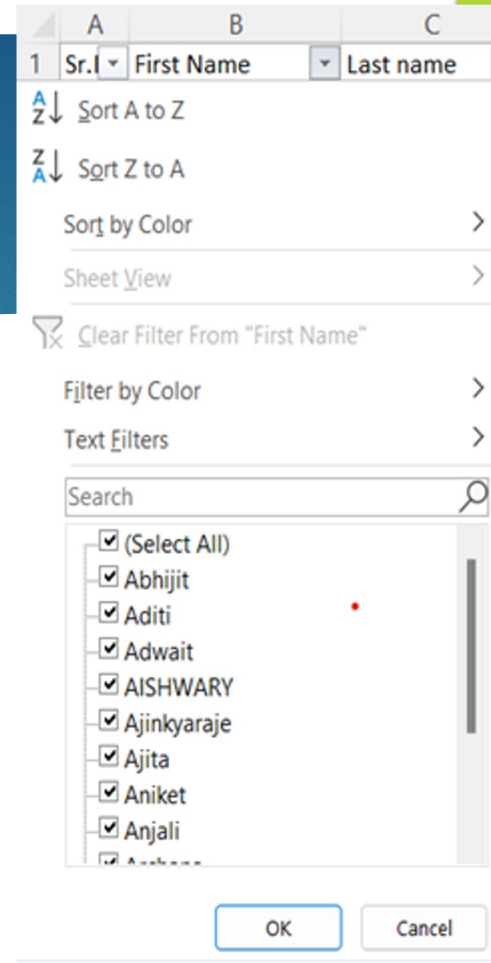 A B C
1 Sr. First Name Last name
Sort A to Z
Sort Z to A
Sort by Color
Sheet View
Clear Filter From "First Name"
Filter by Color
Text Filters
Search
(Select All)
Abhijit
Aditi
Adwait
AISHWARY
Ajinkyaraje
Ajita
Aniket
Anjali
OK Cancel